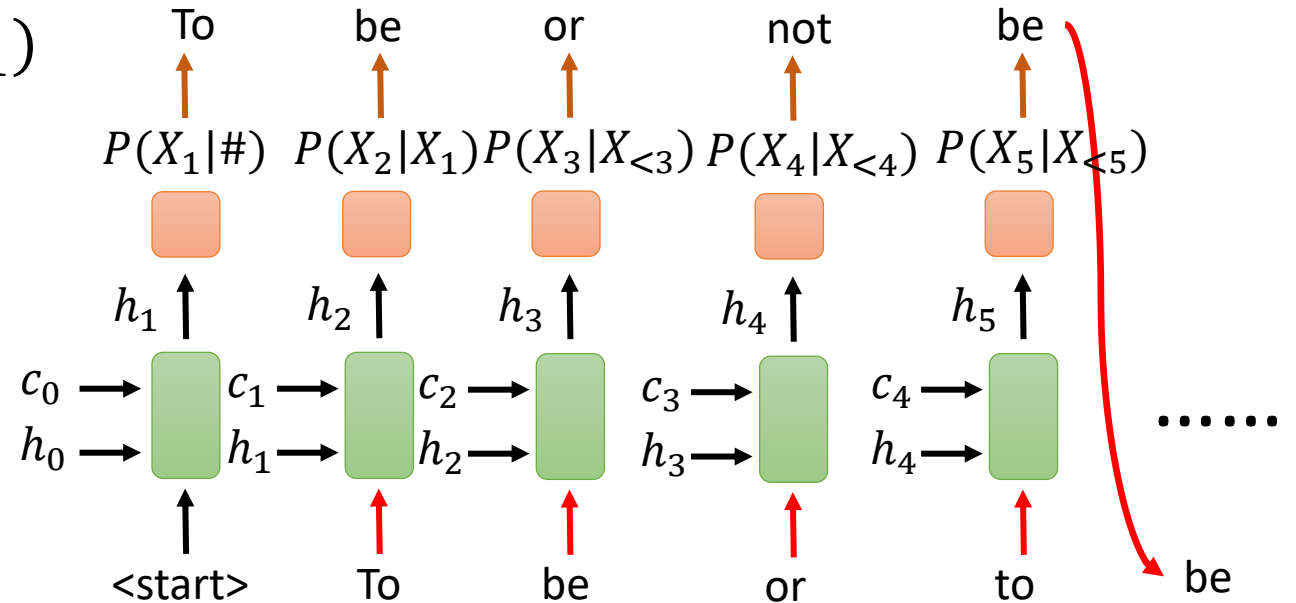 To be or not be
)
P(X₁|#) P(X₂|X₁) P(X₃|X<₃) P(X₄|X<₄) P(X₅|X<₅)
h₁ h₂ h₃ h₄ h₅
c₀ c₁ c₂ c₃ c₄
h₀ h₁ h₂ h₃ h₄
......
<start> To be or to be